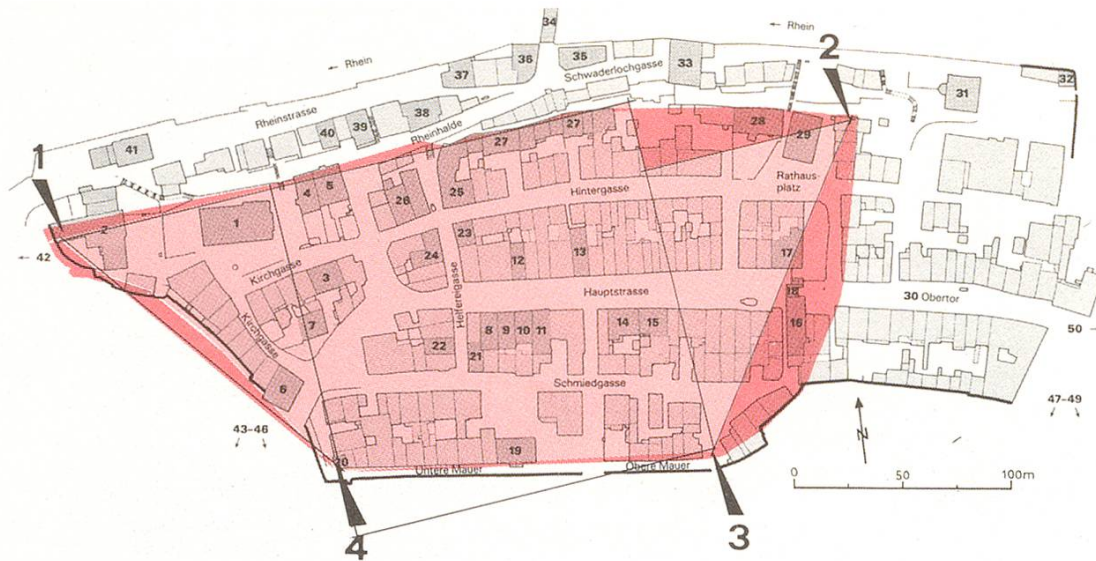 34
← Rhein
2
← Rhein
36
35
33
37
Schwaderlochgasse
32
31
Rheinstrasse
38
39
40
Rheinhalde
41
28
27
27
29
1
4
5
25
26
Rathaus-
platz
Hintergasse
2
1
← 42
23
24
12
13
17
Kirchgasse
3
Helfereigasse
Hauptstrasse
18
30 Obertor
7
Kirchgasse
22
8
9
10
11
14
15
16
50
21
6
Schmiedgasse
47–49
43–46
N
19
20
Untere Mauer
Obere Mauer
0
50
100m
4
3